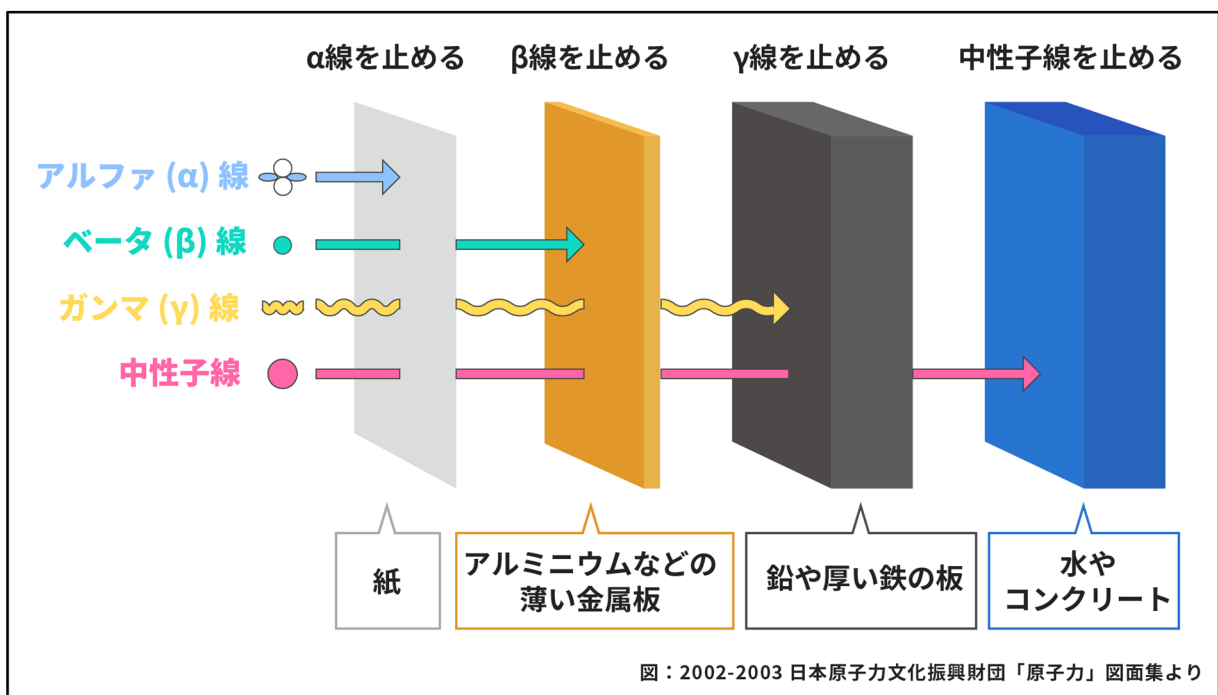 α線を止める
β線を止める
γ線を止める
中性子線を止める
アルファ (α) 線
ベータ (β) 線
ガンマ (γ) 線
中性子線
紙
アルミニウムなどの
薄い金属板
鉛や厚い鉄の板
水や
コンクリート
図：2002-2003 日本原子力文化振興財団「原子力」図面集より